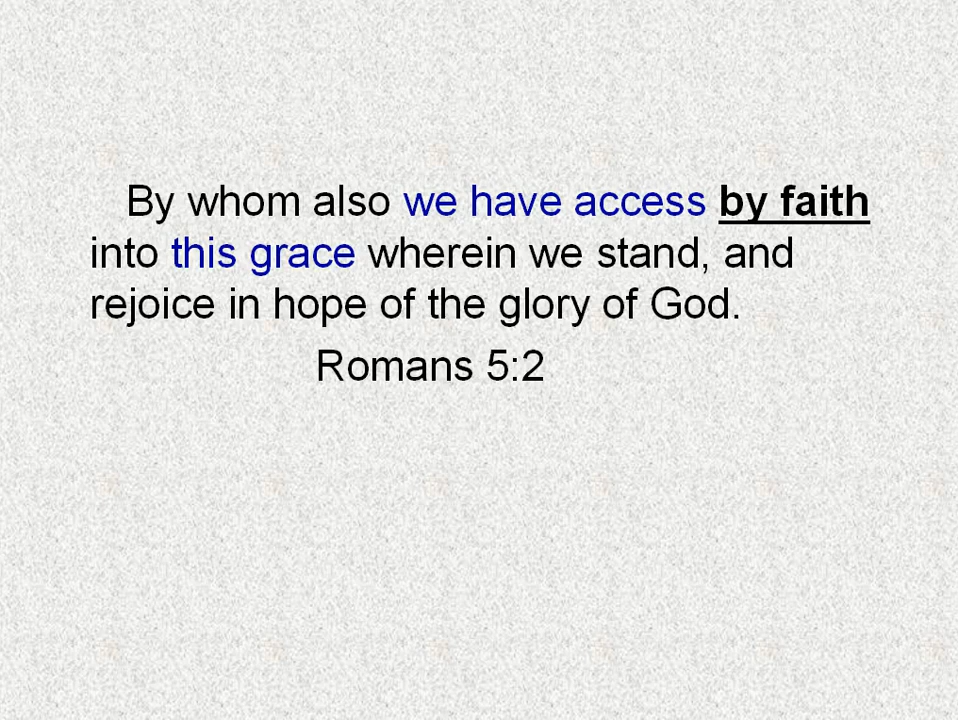 By whom also we have access by faith
into this grace wherein we stand, and
rejoice in hope of the glory of God.
Romans 5:2